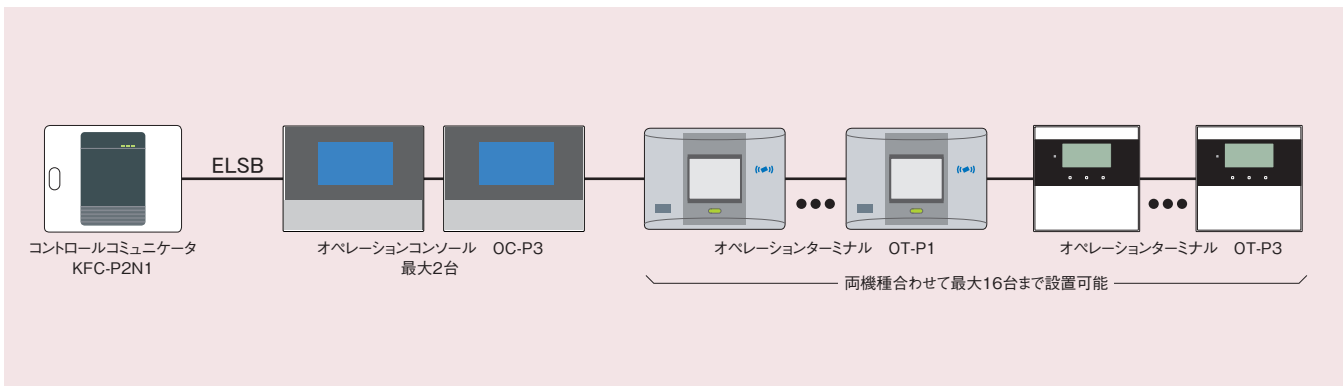 ELSB
コントロールコミュニケータ
KFC-P2N1
オペレーションコンソール OC-P3
最大2台
オペレーションターミナル OT-P1
オペレーションターミナル OT-P3
両機種合わせて最大16台まで設置可能